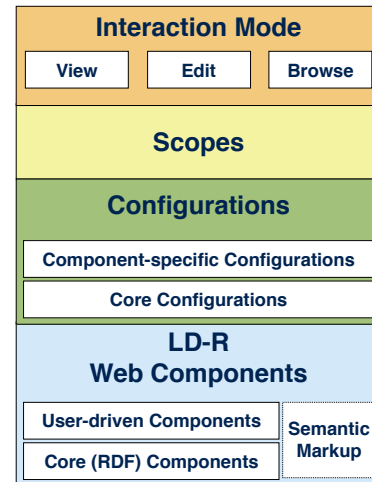 Interaction Mode
View Edit Browse
Scopes
Configurations
Component-specific Configurations
Core Configurations
LD-R
Web Components
User-driven Components
Core (RDF) Components
Semantic
Markup